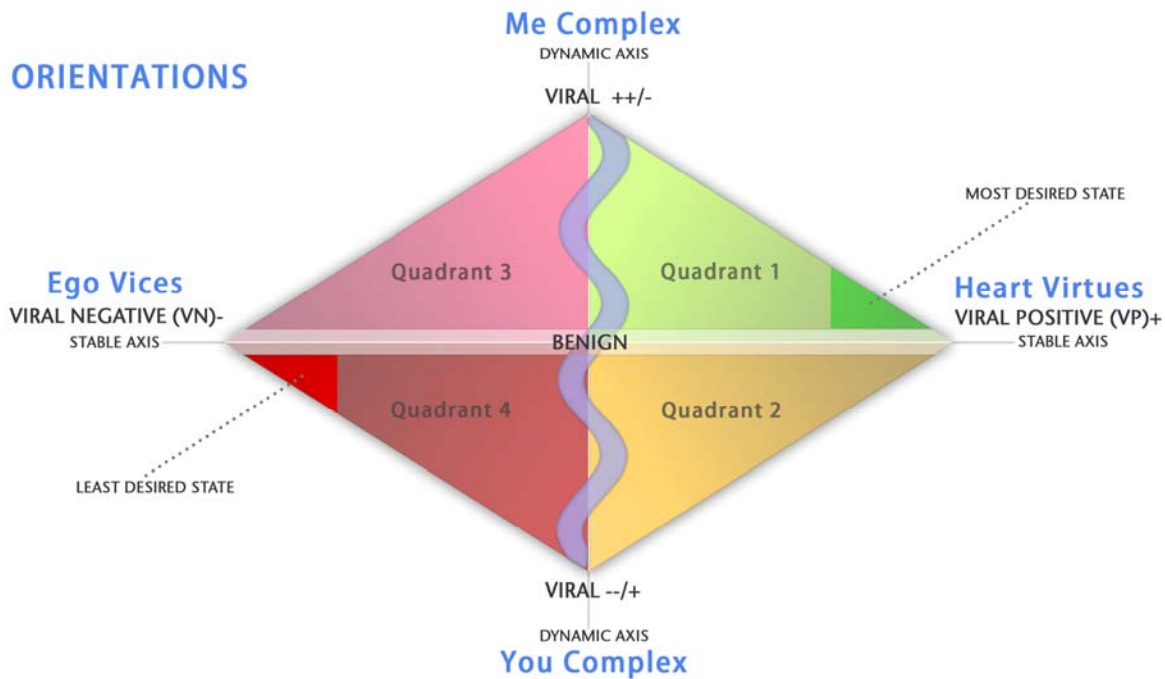 Me Complex
DYNAMIC AXIS
ORIENTATIONS
VIRAL ++/-
MOST DESIRED STATE
Quadrant 3
Quadrant 1
Ego Vices
Heart Virtues
VIRAL NEGATIVE (VN)-
VIRAL POSITIVE (VP)+
STABLE AXIS
BENIGN
STABLE AXIS
Quadrant 4
Quadrant 2
LEAST DESIRED STATE
VIRAL --/+
DYNAMIC AXIS
You Complex